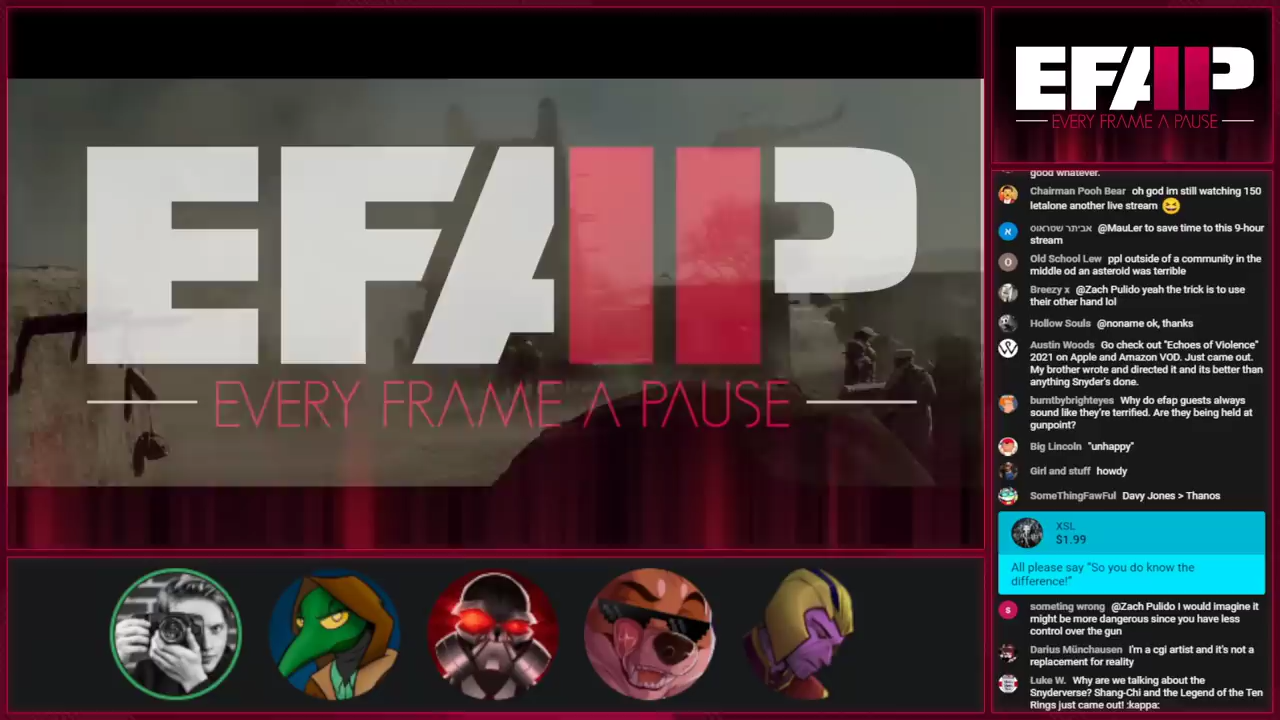 EFAP
EVERY FRAME A PAUSE
EFAP
EVERY FRAME A PAUSE
good whatever.
Chairman Pooh Bear oh god im still watching 150
letalone another live stream 😆
אביתר שטראוס @MauLer to save time to this 9-hour
stream
Old School Lew ppl outside of a community in the
middle od an asteroid was terrible
Breezy x @Zach Pulido yeah the trick is to use
their other hand lol
Hollow Souls @noname ok, thanks
Austin Woods Go check out "Echoes of Violence"
2021 on Apple and Amazon VOD. Just came out.
My brother wrote and directed it and its better than
anything Snyder's done.
burntbybrighteyes Why do efap guests always
sound like they're terrified. Are they being held at
gunpoint?
Big Lincoln "unhappy"
Girl and stuff howdy
SomeThingFawFul Davy Jones > Thanos
XSL
$1.99
All please say "So you do know the
difference!"
someting wrong @Zach Pulido I would imagine it
might be more dangerous since you have less
control over the gun
Darius Münchausen I'm a cgi artist and it's not a
replacement for reality
Luke W. Why are we talking about the
Snyderverse? Shang-Chi and the Legend of the Ten
Rings just came out! :kappa: